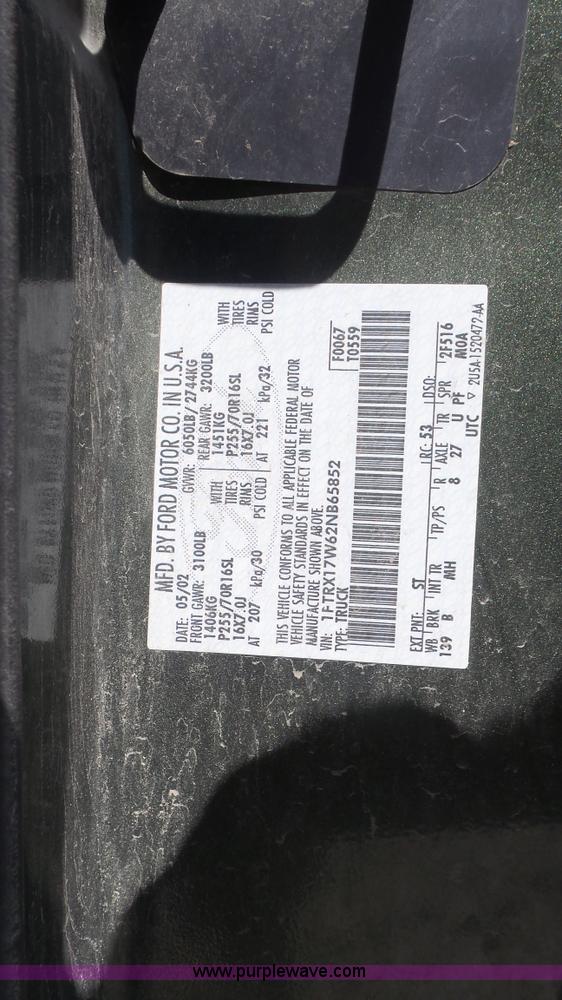 MFD. BY FORD MOTOR CO. IN U.S.A.
DATE: 05/02 GVWR: 6050LB/2744KG
FRONT GAWR: 3100LB REAR GAWR: 3200LB
1406KG WITH 1451KG WITH
P255/70R16SL TIRES P255/70R16SL TIRES
16X7.0J RIMS 16X7.0J RIMS
AT 207 kPa/30 PSI COLD AT 221 kPa/32 PSI COLD
THIS VEHICLE CONFORMS TO ALL APPLICABLE FEDERAL MOTOR
VEHICLE SAFETY STANDARDS IN EFFECT ON THE DATE OF
MANUFACTURE SHOWN ABOVE.
VIN: 1FTRX17W62NB65852 F0067
TYPE: TRUCK T0559
EXT PNT: ST RC: 53 DSO:
WB BRK INT TR TP/PS R AXLE TR SPR 2F516
139 B MH 8 27 U PF MOA
UTC ▽ 2U5A-1520472-AA
www.purplewave.com